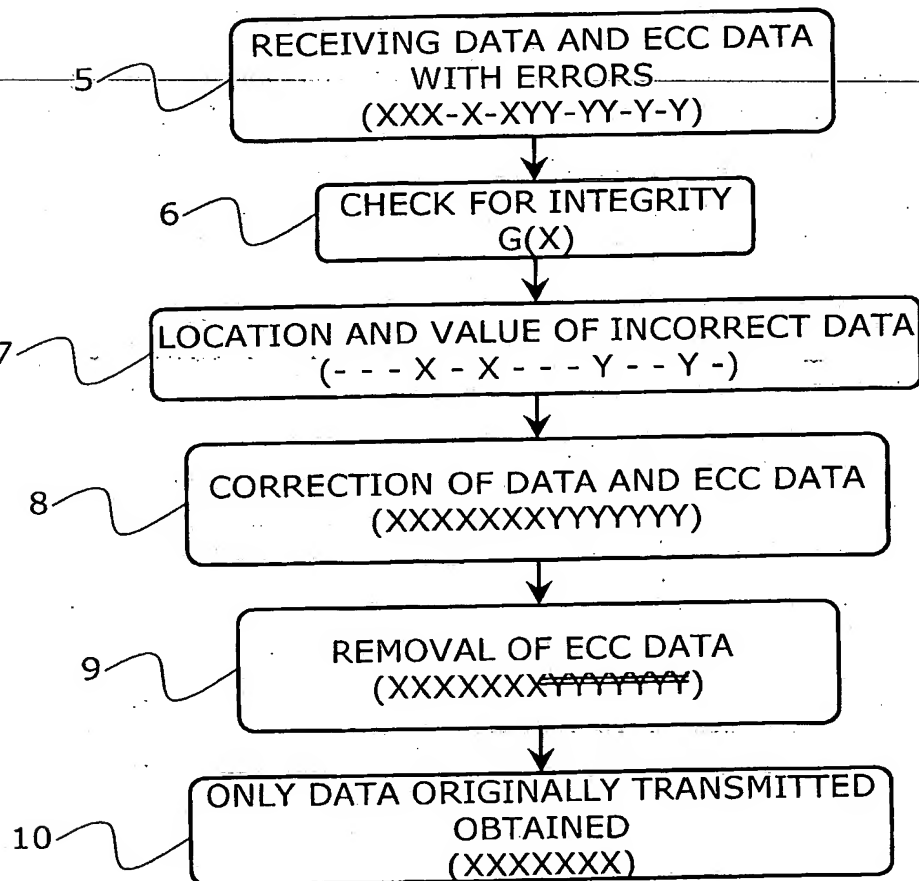 5
RECEIVING DATA AND ECC DATA
WITH ERRORS
(XXX-X-XYY-YY-Y-Y)
6
CHECK FOR INTEGRITY
G(X)
7
LOCATION AND VALUE OF INCORRECT DATA
(- - - X - X - - - Y - - Y -)
8
CORRECTION OF DATA AND ECC DATA
(XXXXXXXYYYYYYY)
9
REMOVAL OF ECC DATA
(XXXXXXXYYYYYYY)
10
ONLY DATA ORIGINALLY TRANSMITTED
OBTAINED
(XXXXXXX)